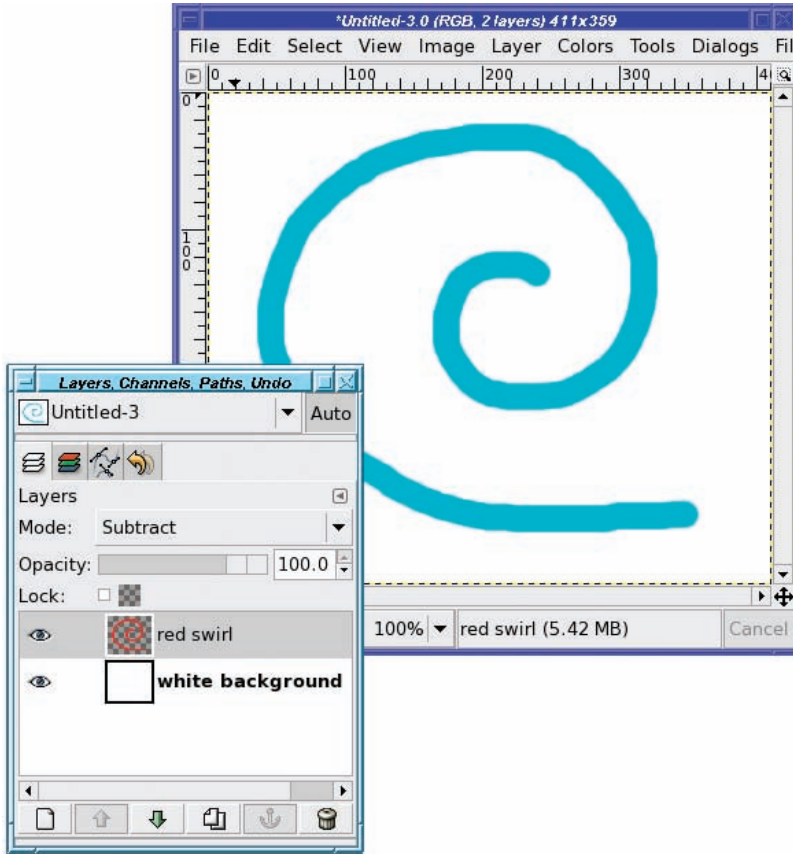 *Untitled-3.0 (RGB, 2 layers) 411x359
File Edit Select View Image Layer Colors Tools Dialogs Fil
0 100 200 300 4
0
100
Layers, Channels, Paths, Undo
Untitled-3 Auto
Layers
Mode: Subtract
Opacity: 100.0
Lock:
red swirl
white background
100% red swirl (5.42 MB) Cancel